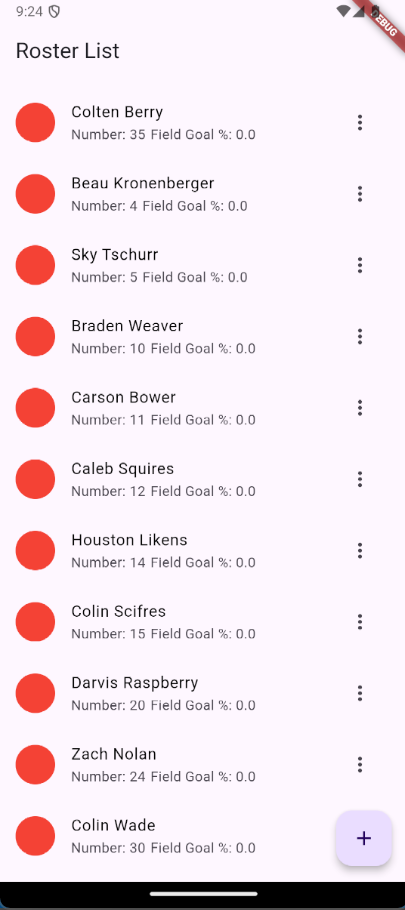 9:24
EBUG
Roster List
Colten Berry
Number: 35 Field Goal %: 0.0
Beau Kronenberger
Number: 4 Field Goal %: 0.0
Sky Tschurr
Number: 5 Field Goal %: 0.0
Braden Weaver
Number: 10 Field Goal %: 0.0
Carson Bower
Number: 11 Field Goal %: 0.0
Caleb Squires
Number: 12 Field Goal %: 0.0
Houston Likens
Number: 14 Field Goal %: 0.0
Colin Scifres
Number: 15 Field Goal %: 0.0
Darvis Raspberry
Number: 20 Field Goal %: 0.0
Zach Nolan
Number: 24 Field Goal %: 0.0
Colin Wade
Number: 30 Field Goal %: 0.0
+